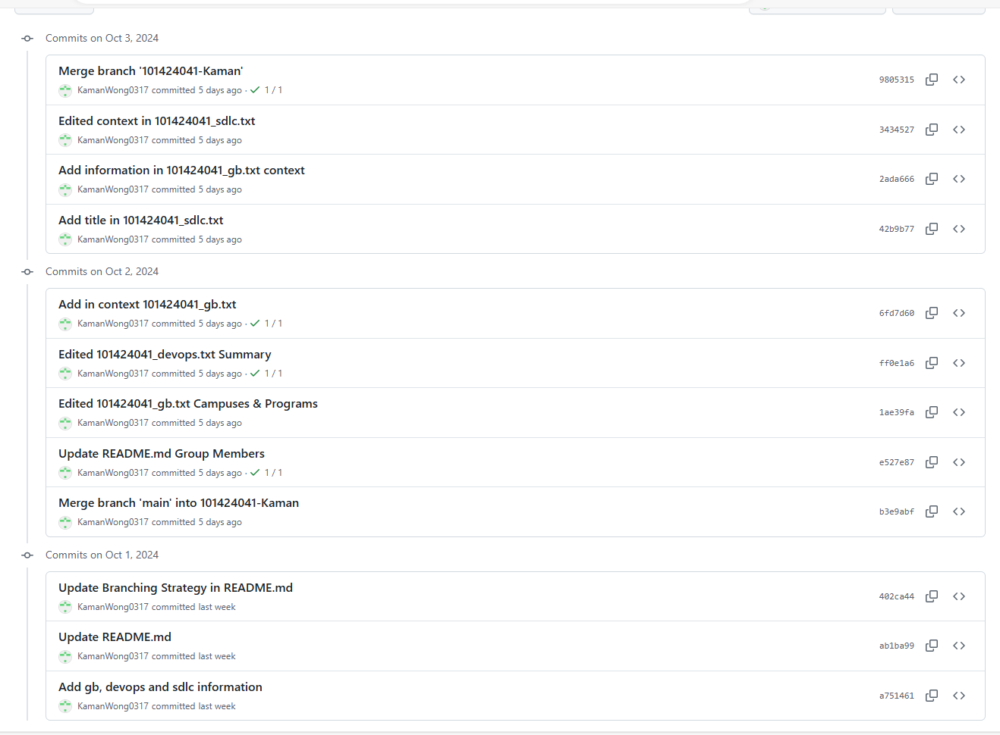 Commits on Oct 3, 2024
Merge branch '101424041-Kaman'
KamanWong0317 committed 5 days ago · ✓ 1 / 1
9805315
Edited context in 101424041_sdlc.txt
KamanWong0317 committed 5 days ago
3434527
Add information in 101424041_gb.txt context
KamanWong0317 committed 5 days ago
2ada666
Add title in 101424041_sdlc.txt
KamanWong0317 committed 5 days ago
42b9b77
Commits on Oct 2, 2024
Add in context 101424041_gb.txt
KamanWong0317 committed 5 days ago · ✓ 1 / 1
6fd7d60
Edited 101424041_devops.txt Summary
KamanWong0317 committed 5 days ago · ✓ 1 / 1
ff0e1a6
Edited 101424041_gb.txt Campuses & Programs
KamanWong0317 committed 5 days ago
1ae39fa
Update README.md Group Members
KamanWong0317 committed 5 days ago · ✓ 1 / 1
e527e87
Merge branch 'main' into 101424041-Kaman
KamanWong0317 committed 5 days ago
b3e9abf
Commits on Oct 1, 2024
Update Branching Strategy in README.md
KamanWong0317 committed last week
402ca44
Update README.md
KamanWong0317 committed last week
ab1ba99
Add gb, devops and sdlc information
KamanWong0317 committed last week
a751461